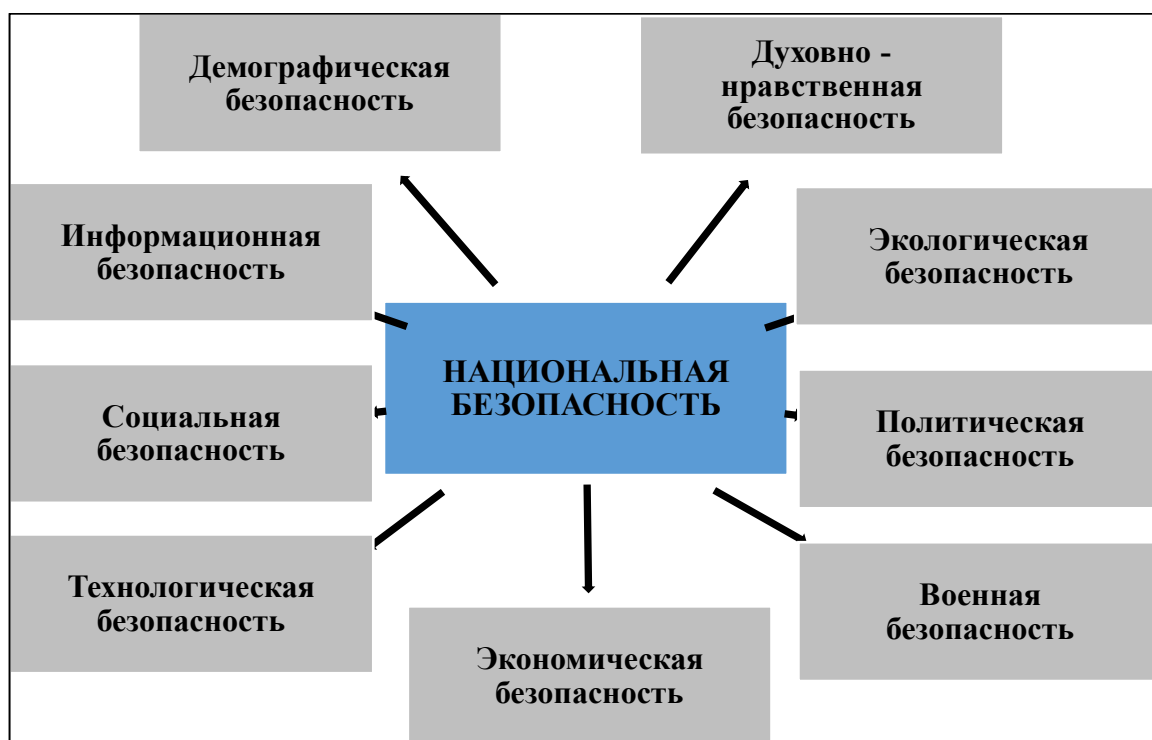 Демографическая
безопасность
Духовно -
нравственная
безопасность
Информационная
безопасность
Экологическая
безопасность
НАЦИОНАЛЬНАЯ
БЕЗОПАСНОСТЬ
Социальная
безопасность
Политическая
безопасность
Технологическая
безопасность
Военная
безопасность
Экономическая
безопасность